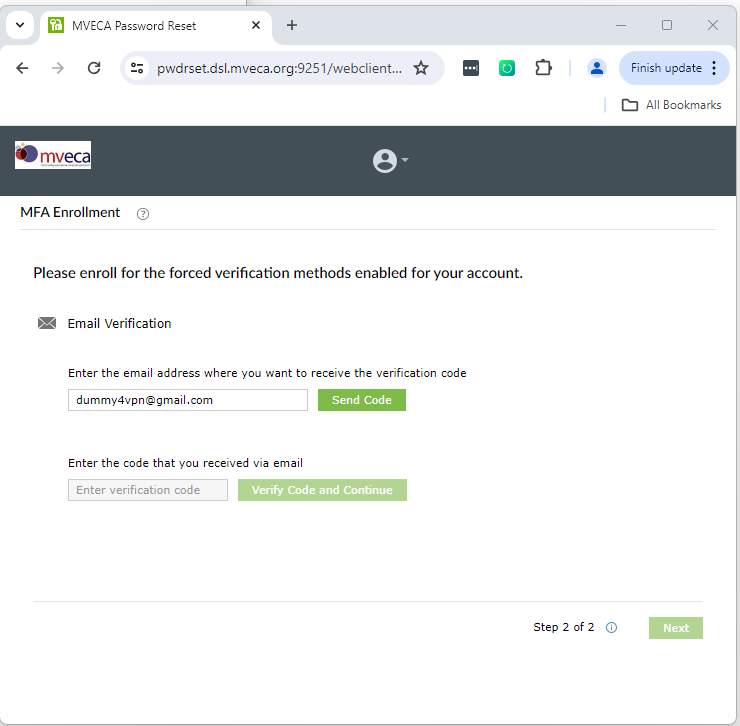 MVECA Password Reset
pwdrset.dsl.mveca.org:9251/webclient...
Finish update
All Bookmarks
mveca
MFA Enrollment
Please enroll for the forced verification methods enabled for your account.
Email Verification
Enter the email address where you want to receive the verification code
dummy4vpn@gmail.com Send Code
Enter the code that you received via email
Enter verification code Verify Code and Continue
Step 2 of 2 Next